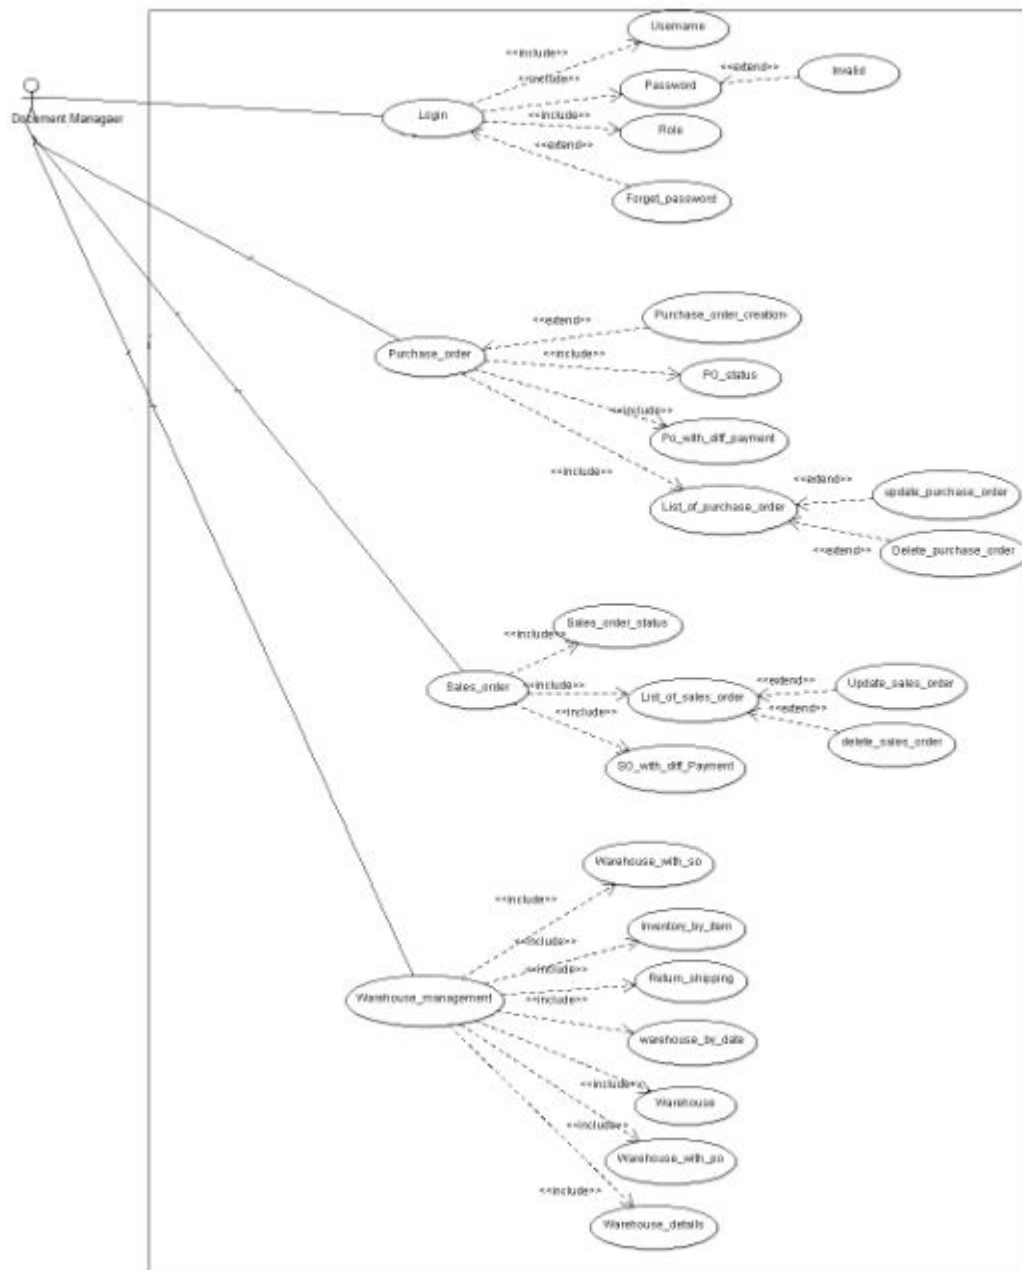 Username
<<include>>
<<extend>>
Invalid
<<include>>
Password
Document Managaer
Login
<<include>>
Role
<<extend>>
Forget_password
Purchase_order_creation
<<extend>>
Purchase_order
<<include>>
PO_status
<<include>>
Po_with_diff_payment
<<include>>
<<extend>>
update_purchase_order
List_of_purchase_order
<<extend>>
Delete_purchase_order
Sales_order_status
<<include>>
Sales_order
<<include>>
List_of_sales_order
<<extend>>
Update_sales_order
<<extend>>
<<include>>
delete_sales_order
SO_with_diff_Payment
Warehouse_with_so
<<include>>
Inventory_by_item
<<include>>
<<include>>
Return_shipping
Warehouse_management
<<include>>
warehouse_by_date
<<include>>
Warehouse
<<include>>
Warehouse_with_po
<<include>>
Warehouse_details